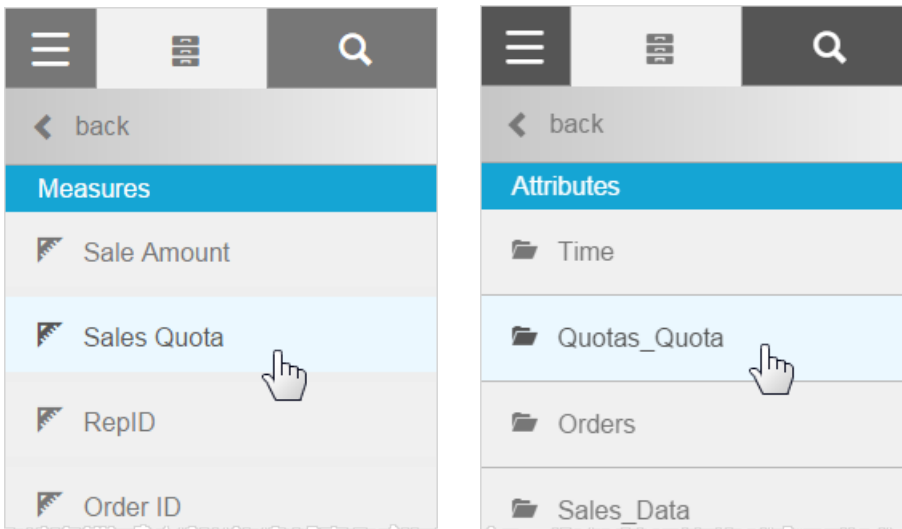 back
Measures
Sale Amount
Sales Quota
RepID
Order ID
back
Attributes
Time
Quotas_Quota
Orders
Sales_Data